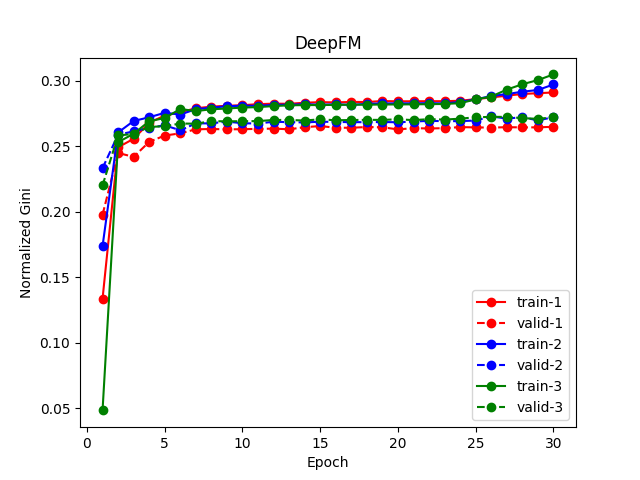 DeepFM
Normalized Gini
0.30
0.25
0.20
0.15
0.10
0.05
0
5
10
15
20
25
30
Epoch
train-1
valid-1
train-2
valid-2
train-3
valid-3